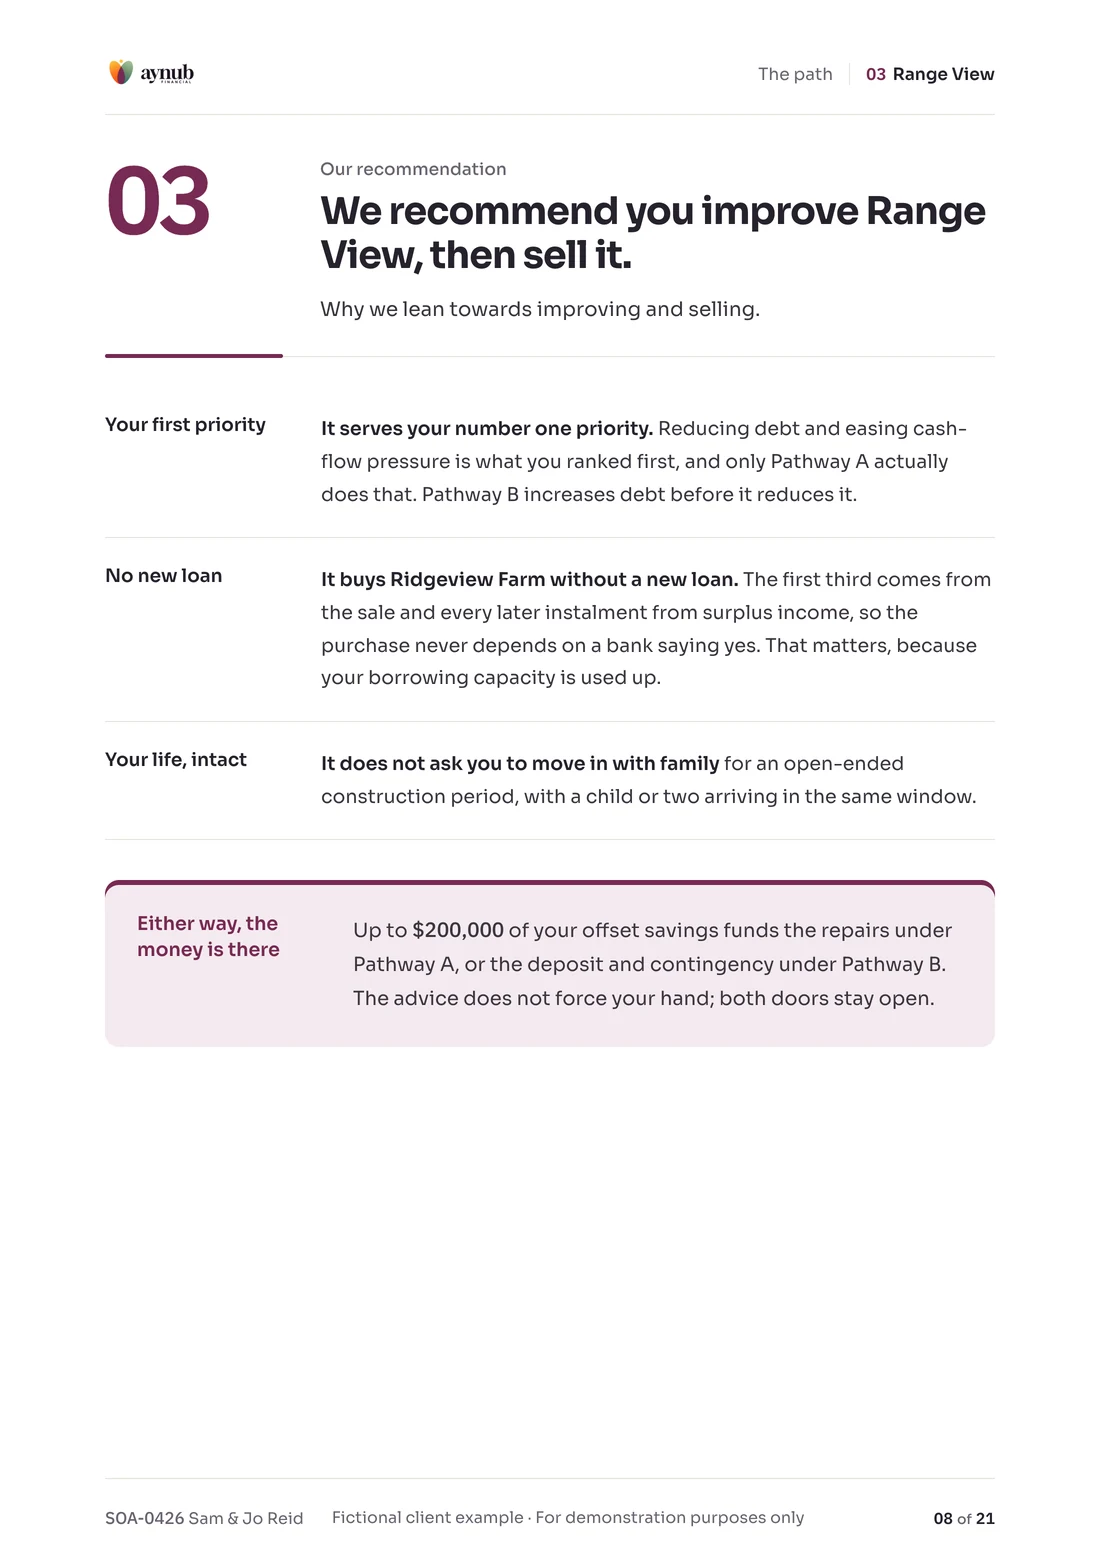 aynub
FINANCIAL
The path
03 Range View
03
Our recommendation
We recommend you improve Range
View, then sell it.
Why we lean towards improving and selling.
Your first priority
It serves your number one priority. Reducing debt and easing cash-
flow pressure is what you ranked first, and only Pathway A actually
does that. Pathway B increases debt before it reduces it.
No new loan
It buys Ridgeview Farm without a new loan. The first third comes from
the sale and every later instalment from surplus income, so the
purchase never depends on a bank saying yes. That matters, because
your borrowing capacity is used up.
Your life, intact
It does not ask you to move in with family for an open-ended
construction period, with a child or two arriving in the same window.
Either way, the
money is there
Up to $200,000 of your offset savings funds the repairs under
Pathway A, or the deposit and contingency under Pathway B.
The advice does not force your hand; both doors stay open.
SOA-0426 Sam & Jo Reid
Fictional client example · For demonstration purposes only
08 of 21